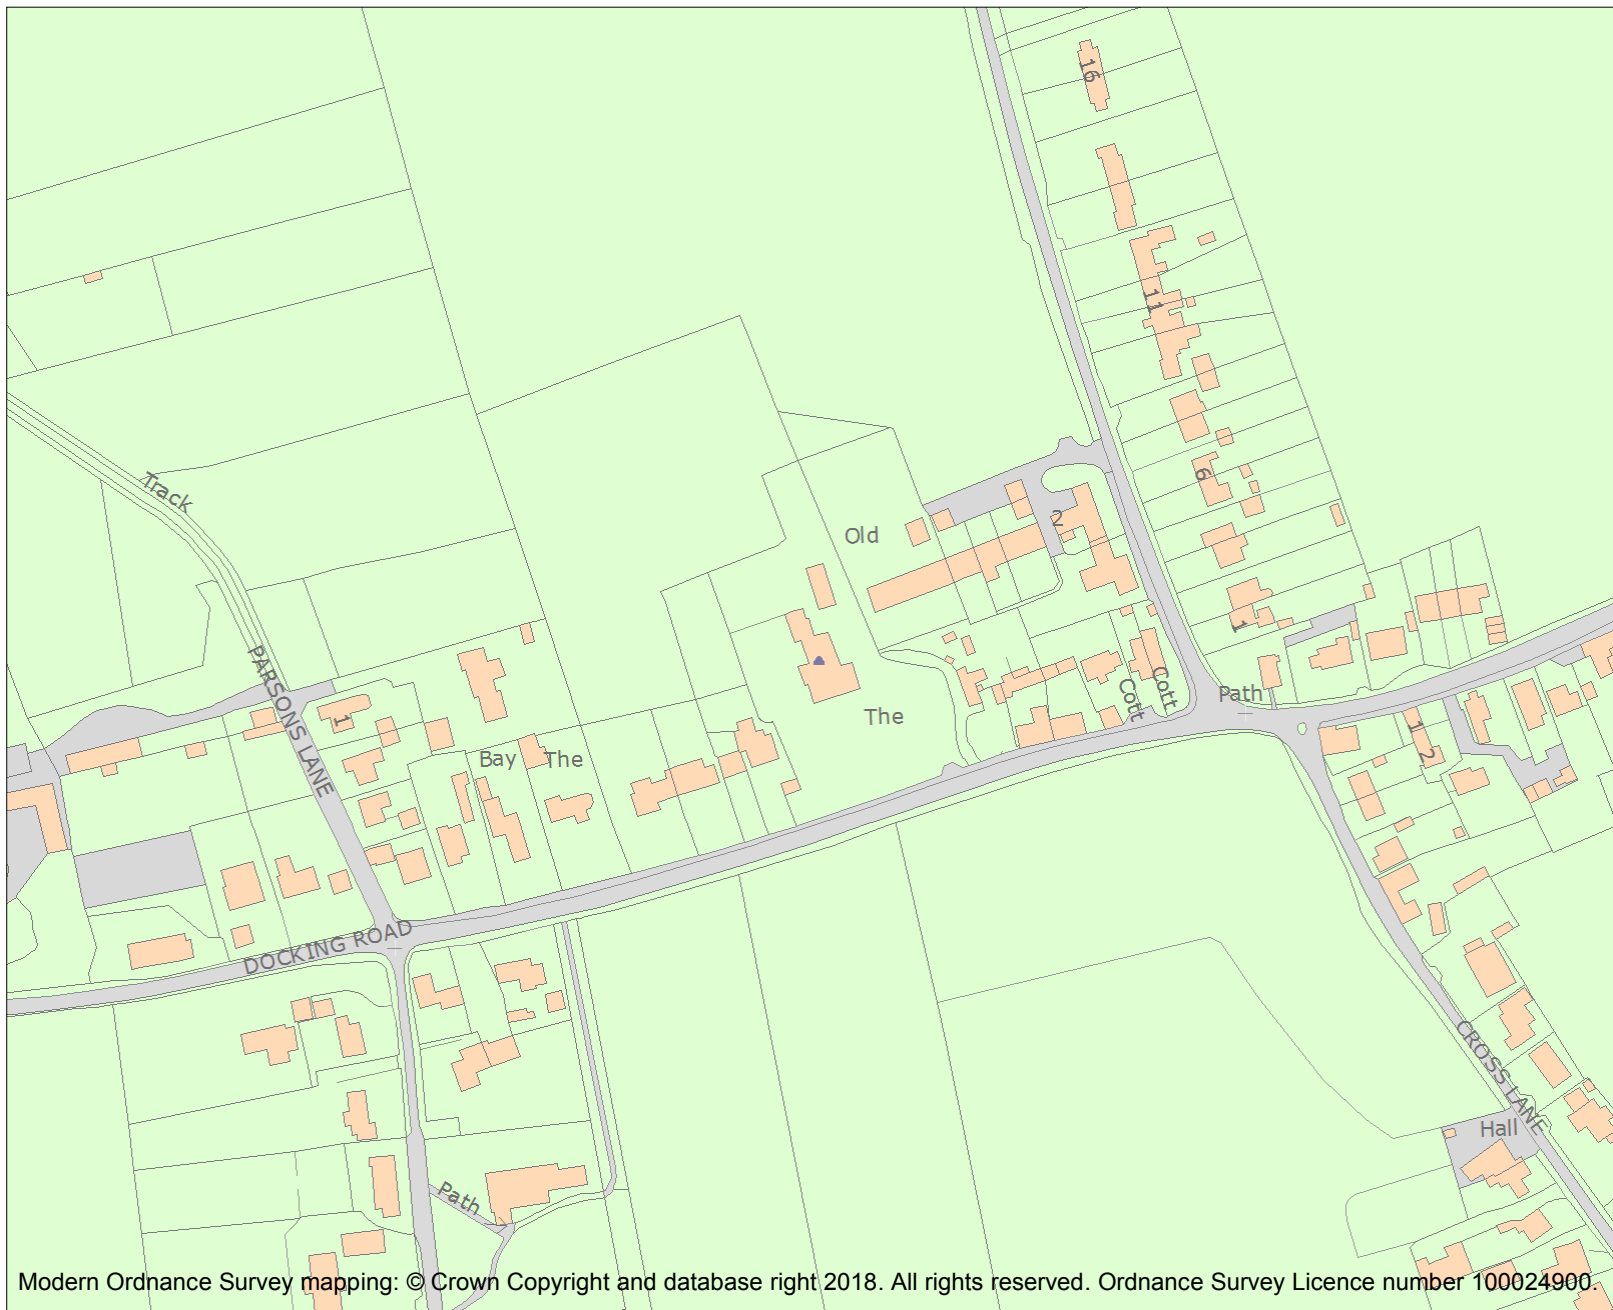 16
11
6
Track
Old
2
1
PARSONS LANE
Cott
Cott
Path
The
1
1
2
Bay
The
DOCKING ROAD
CROSS LANE
Hall
Path
Modern Ordnance Survey mapping: © Crown Copyright and database right 2018. All rights reserved. Ordnance Survey Licence number 100024900.